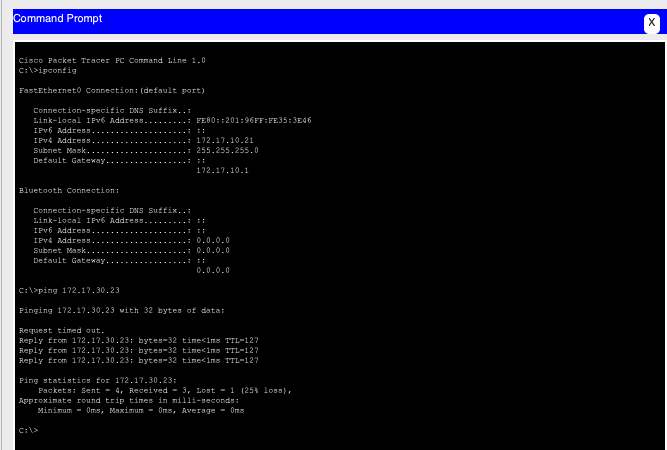 Command Prompt
X
Cisco Packet Tracer PC Command Line 1.0
C:\>ipconfig
FastEthernet0 Connection:(default port)
Connection-specific DNS Suffix..:
Link-local IPv6 Address.........: FE80::201:96FF:FE35:3E46
IPv6 Address....................: ::
IPv4 Address....................: 172.17.10.21
Subnet Mask.....................: 255.255.255.0
Default Gateway.................: ::
172.17.10.1
Bluetooth Connection:
Connection-specific DNS Suffix..:
Link-local IPv6 Address.........: ::
IPv6 Address....................: ::
IPv4 Address....................: 0.0.0.0
Subnet Mask.....................: 0.0.0.0
Default Gateway.................: ::
0.0.0.0
C:\>ping 172.17.30.23
Pinging 172.17.30.23 with 32 bytes of data:
Request timed out.
Reply from 172.17.30.23: bytes=32 time<1ms TTL=127
Reply from 172.17.30.23: bytes=32 time<1ms TTL=127
Reply from 172.17.30.23: bytes=32 time<1ms TTL=127
Ping statistics for 172.17.30.23:
Packets: Sent = 4, Received = 3, Lost = 1 (25% loss),
Approximate round trip times in milli-seconds:
Minimum = 0ms, Maximum = 0ms, Average = 0ms
C:\>